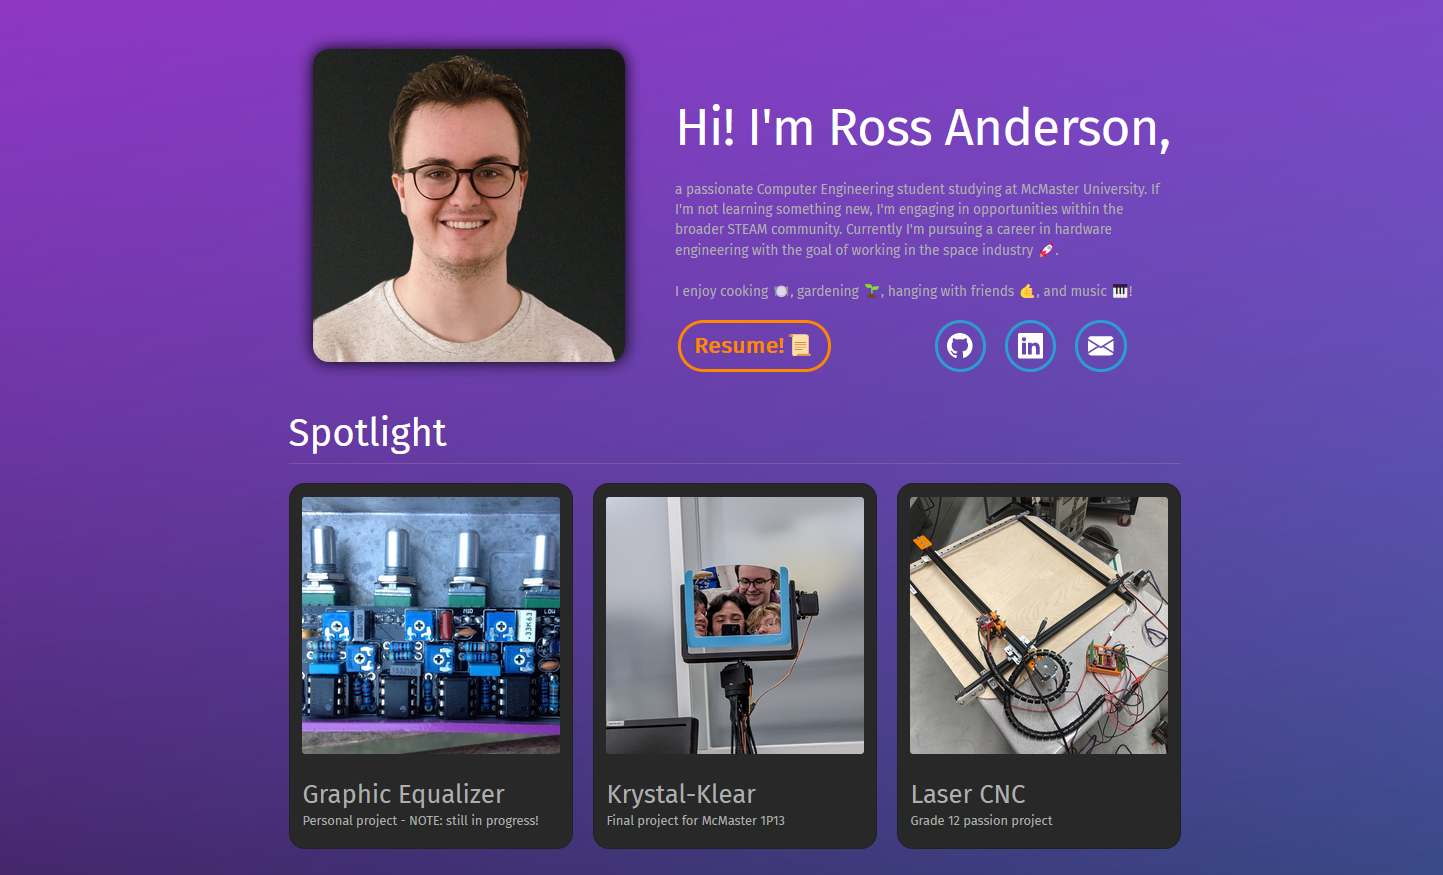 Hi! I'm Ross Anderson,
a passionate Computer Engineering student studying at McMaster University. If
I'm not learning something new, I'm engaging in opportunities within the
broader STEAM community. Currently I'm pursuing a career in hardware
engineering with the goal of working in the space industry 🚀.
I enjoy cooking 🍽️, gardening 🌱, hanging with friends 🤙, and music 🎹!
Resume!📜
in
Spotlight
MID
LOW
Graphic Equalizer
Personal project - NOTE: still in progress!
Krystal-Klear
Final project for McMaster 1P13
Laser CNC
Grade 12 passion project